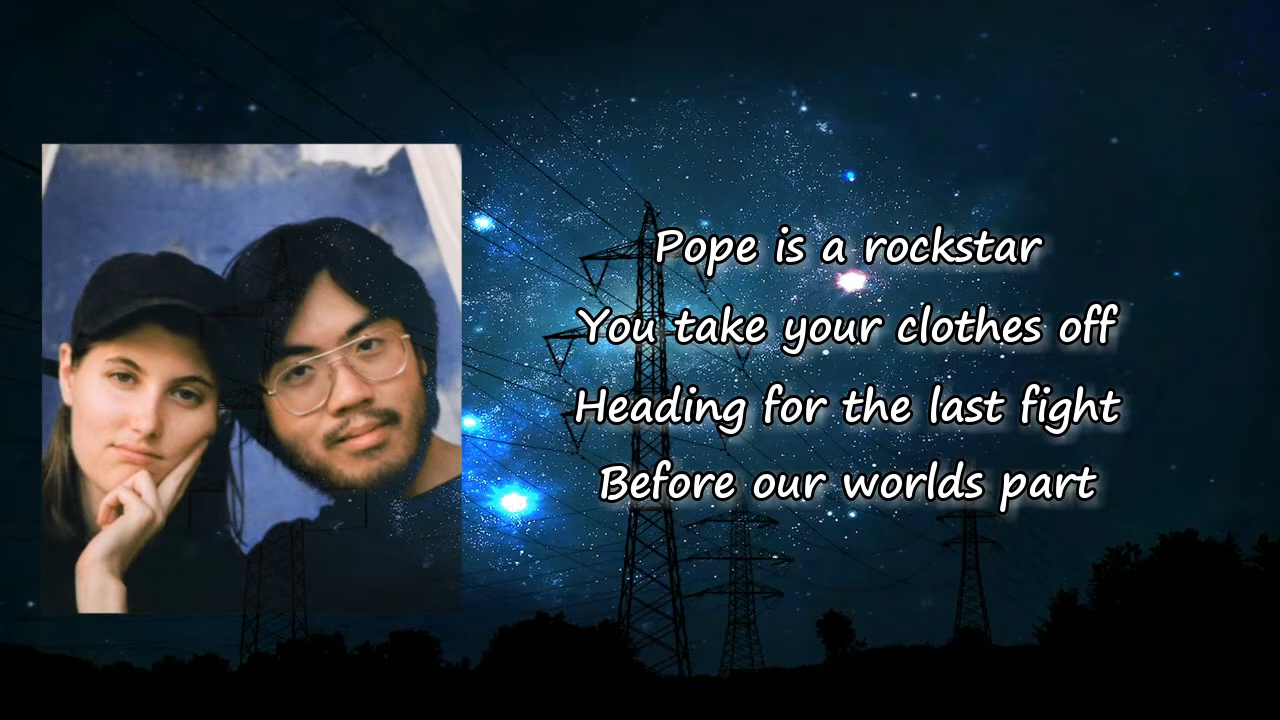 Pope is a rockstar
You take your clothes off
Heading for the last fight
Before our worlds part